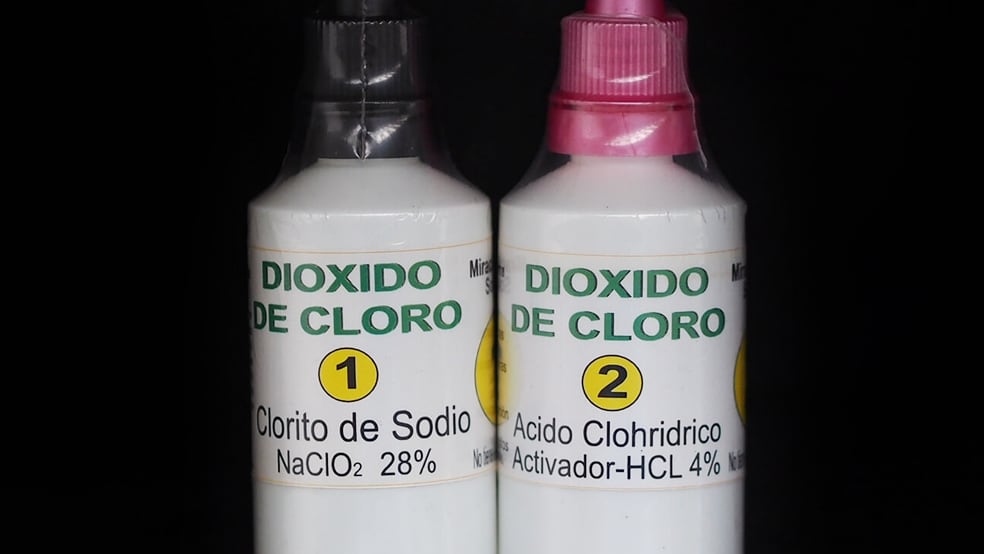 DIOXIDO
DE CLORO
1
Clorito de Sodio
NaClO₂ 28%
DIOXIDO
DE CLORO
2
Acido Clohridrico
Activador-HCL 4%